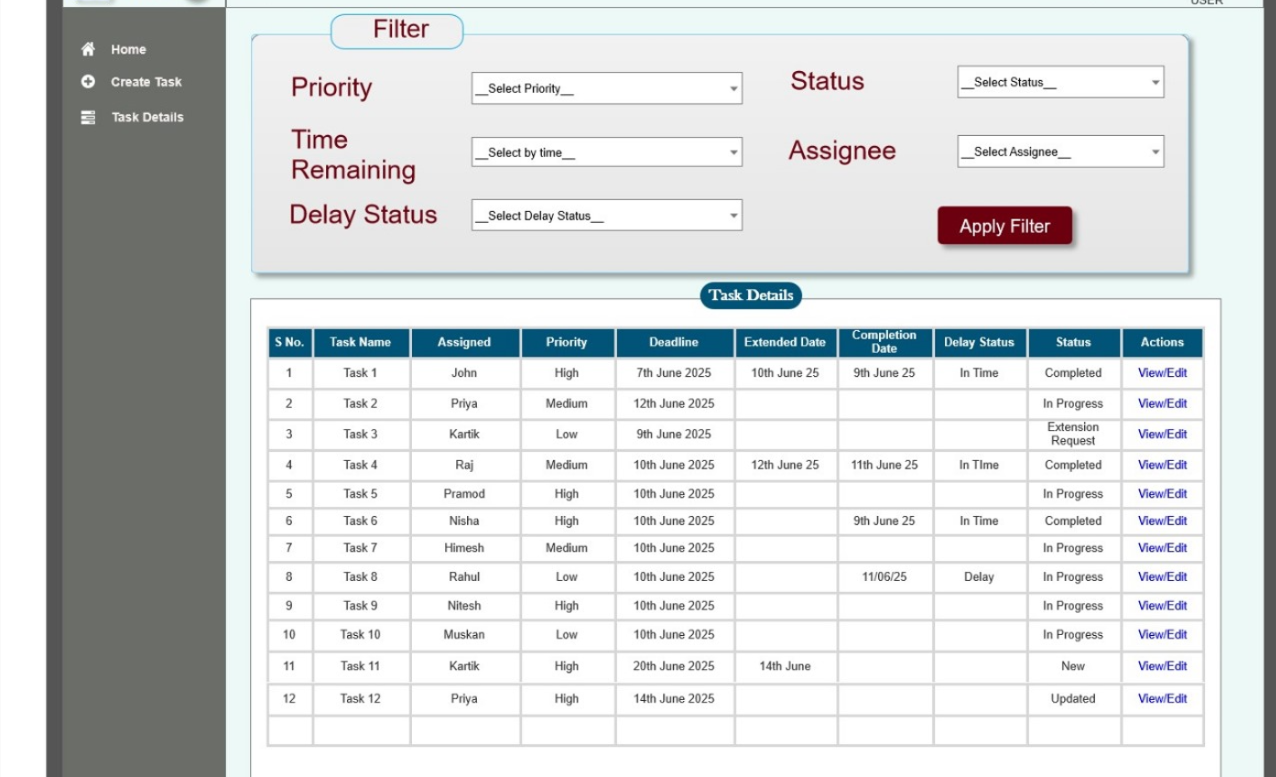 USER
Home
Create Task
Task Details
Filter
Priority
__Select Priority__
Status
__Select Status__
Time
Remaining
__Select by time__
Assignee
__Select Assignee__
Delay Status
__Select Delay Status__
Apply Filter
Task Details
S No. Task Name Assigned Priority Deadline Extended Date Completion Date Delay Status Status Actions
1 Task 1 John High 7th June 2025 10th June 25 9th June 25 In Time Completed View/Edit
2 Task 2 Priya Medium 12th June 2025 In Progress View/Edit
3 Task 3 Kartik Low 9th June 2025 Extension Request View/Edit
4 Task 4 Raj Medium 10th June 2025 12th June 25 11th June 25 In TIme Completed View/Edit
5 Task 5 Pramod High 10th June 2025 In Progress View/Edit
6 Task 6 Nisha High 10th June 2025 9th June 25 In Time Completed View/Edit
7 Task 7 Himesh Medium 10th June 2025 In Progress View/Edit
8 Task 8 Rahul Low 10th June 2025 11/06/25 Delay In Progress View/Edit
9 Task 9 Nitesh High 10th June 2025 In Progress View/Edit
10 Task 10 Muskan Low 10th June 2025 In Progress View/Edit
11 Task 11 Kartik High 20th June 2025 14th June New View/Edit
12 Task 12 Priya High 14th June 2025 Updated View/Edit